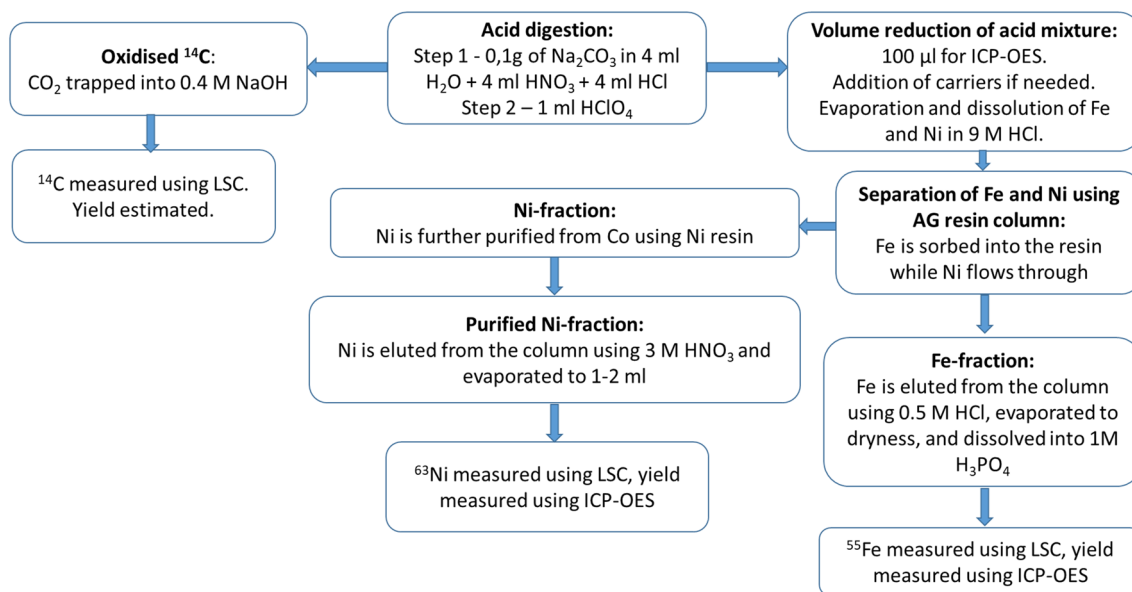 Oxidised ¹⁴C:
CO₂ trapped into 0.4 M NaOH
Acid digestion:
Step 1 - 0,1g of Na₂CO₃ in 4 ml
H₂O + 4 ml HNO₃ + 4 ml HCl
Step 2 – 1 ml HClO₄
Volume reduction of acid mixture:
100 µl for ICP-OES.
Addition of carriers if needed.
Evaporation and dissolution of Fe
and Ni in 9 M HCl.
¹⁴C measured using LSC.
Yield estimated.
Separation of Fe and Ni using
AG resin column:
Fe is sorbed into the resin
while Ni flows through
Ni-fraction:
Ni is further purified from Co using Ni resin
Purified Ni-fraction:
Ni is eluted from the column using 3 M HNO₃ and
evaporated to 1-2 ml
Fe-fraction:
Fe is eluted from the column
using 0.5 M HCl, evaporated to
dryness, and dissolved into 1M
H₃PO₄
⁶³Ni measured using LSC, yield
measured using ICP-OES
⁵⁵Fe measured using LSC, yield
measured using ICP-OES